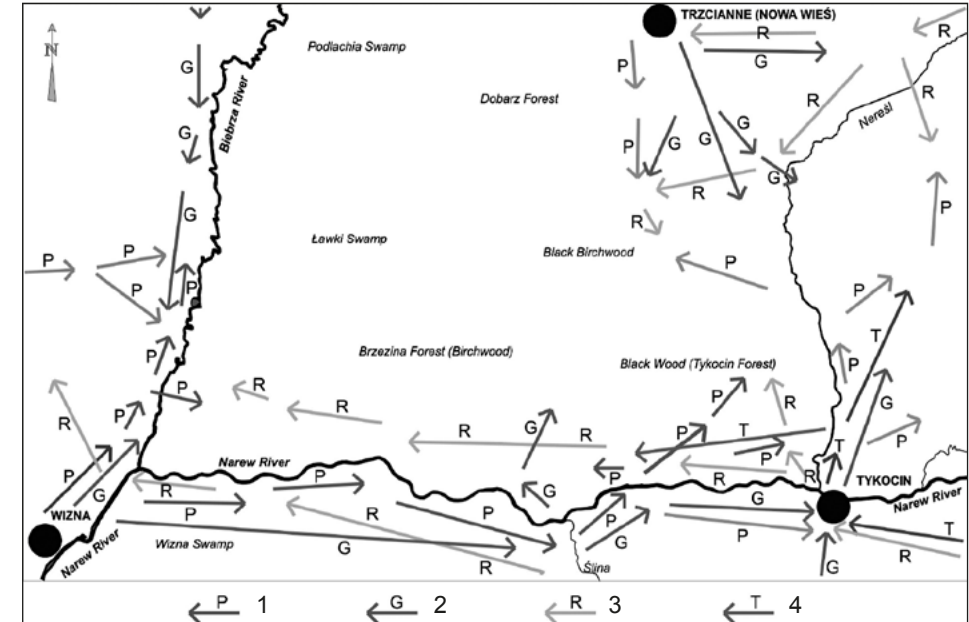 TRZCIANNE (NOWA WIEŚ)
R
R
G
N
Podlachia Swamp
P
G
Biebrza River
Dobarz Forest
R
R
Nereśl
G
G
G
G
P
G
R
R
P
G
Ławki Swamp
Black Birchwood
P
P
P
P
P
P
T
Brzezina Forest (Birchwood)
Black Wood (Tykocin Forest)
P
P
P
R
P
G
R
R
P
R
P
R
R
G
P
T
P
T
P
Narew River
P
G
R
P
P
R
R
G
TYKOCIN
Narew River
WIZNA
P
R
P
G
P
G
P
T
Narew River
Wizna Swamp
G
R
R
Ślina
G
P 1 G 2 R 3 T 4